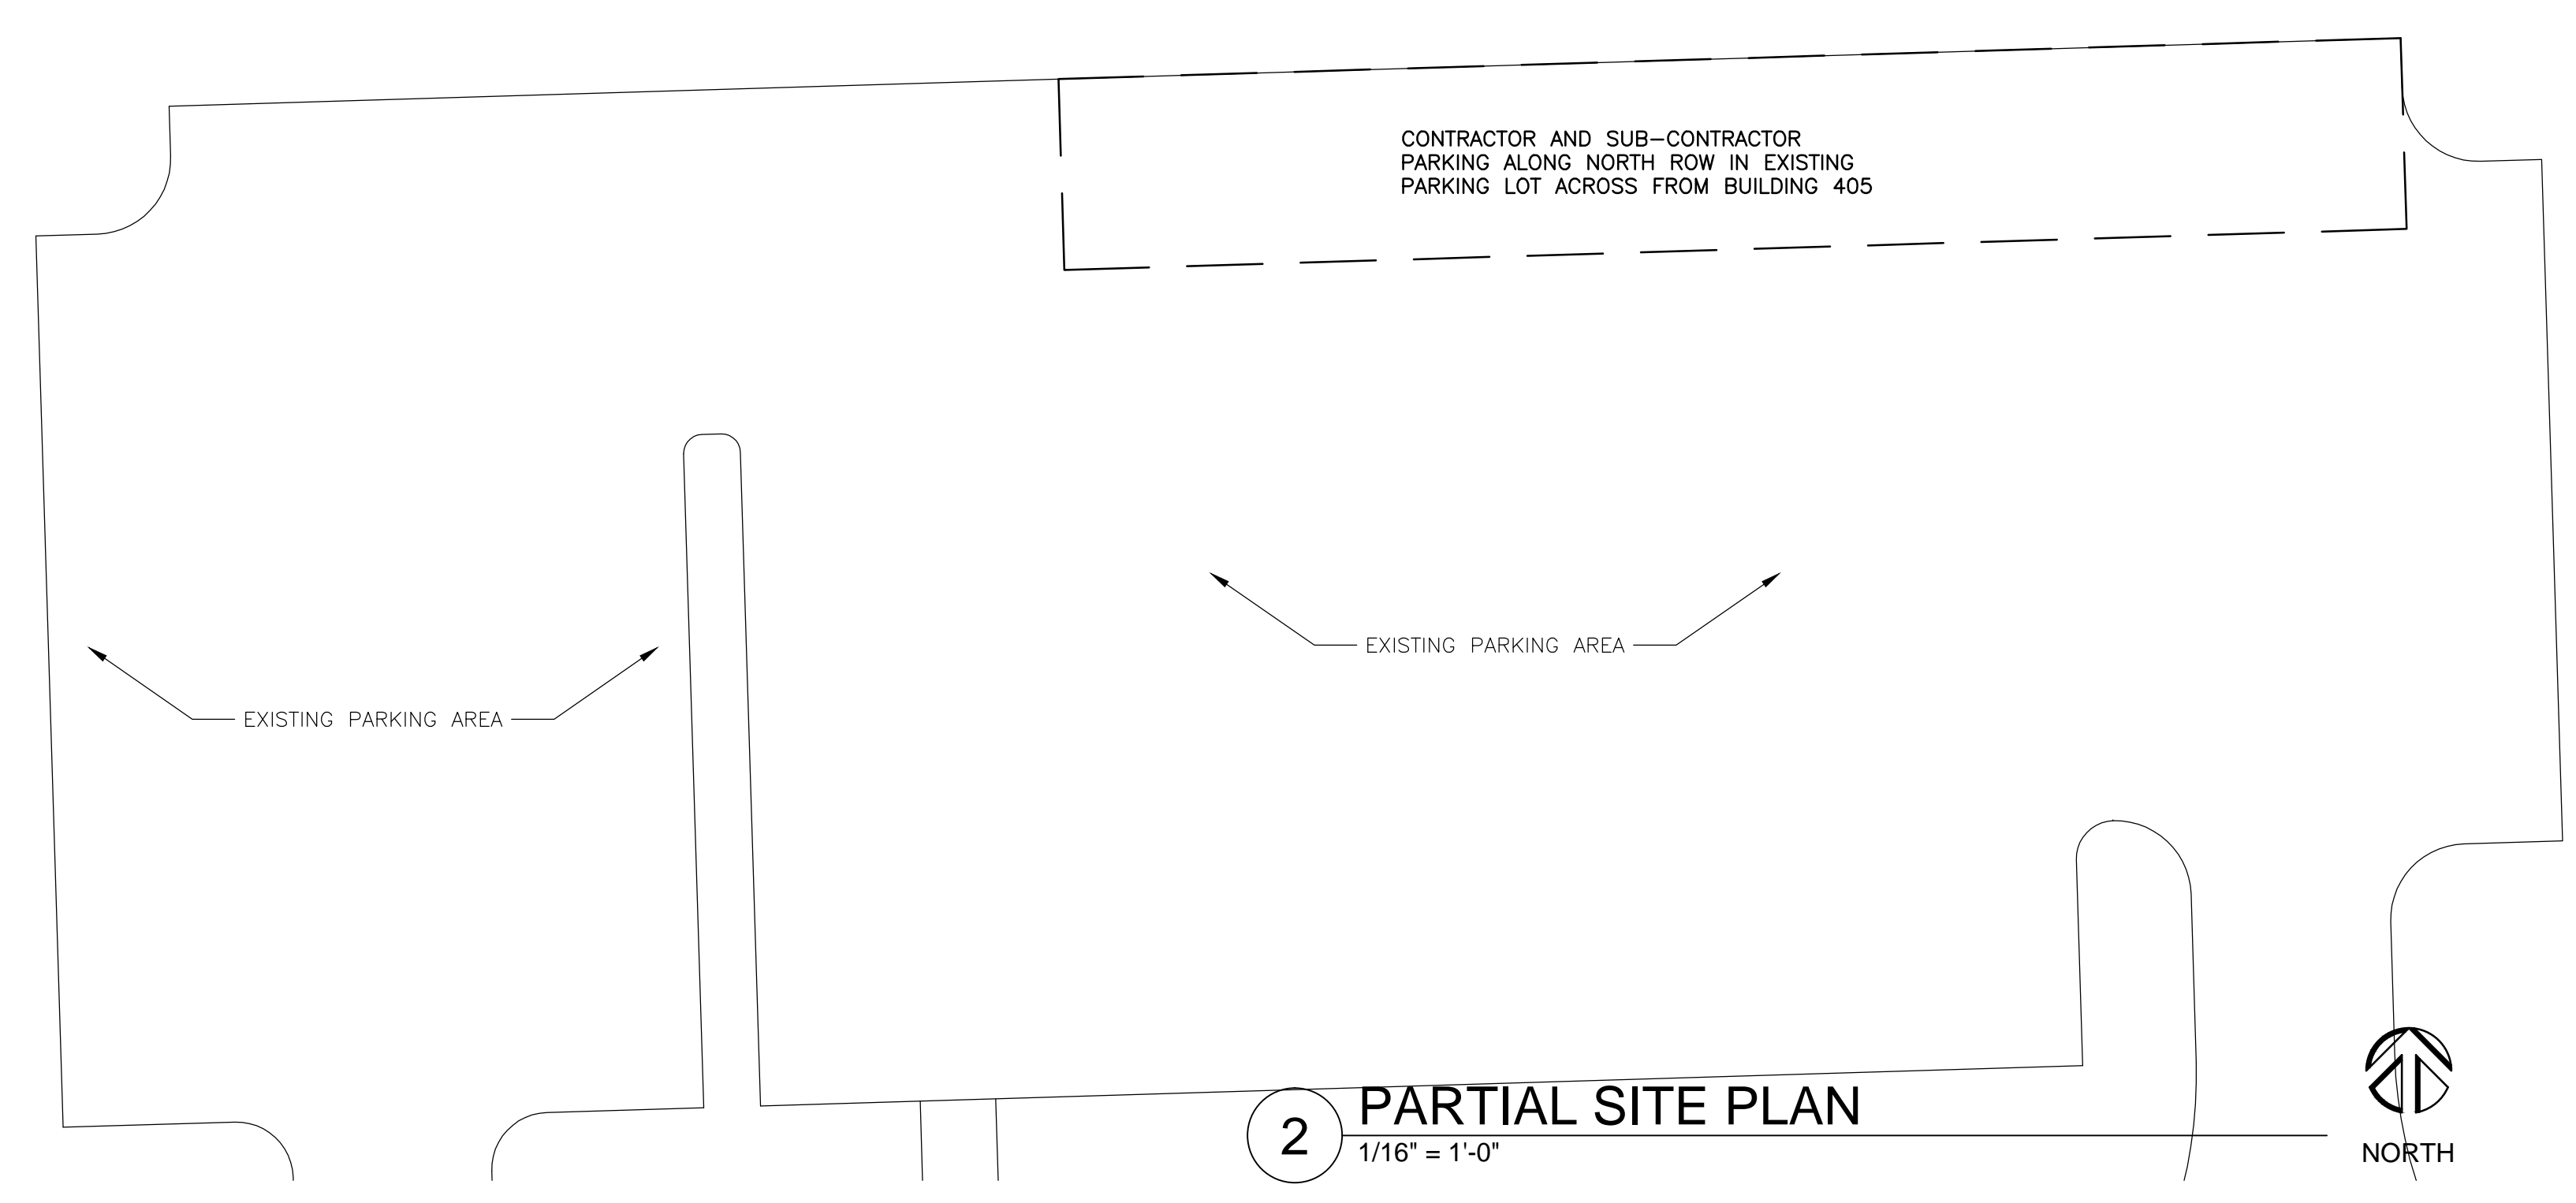 CONTRACTOR AND SUB-CONTRACTOR
PARKING ALONG NORTH ROW IN EXISTING
PARKING LOT ACROSS FROM BUILDING 405
EXISTING PARKING AREA
EXISTING PARKING AREA
2
PARTIAL SITE PLAN
1/16" = 1'-0"
NORTH